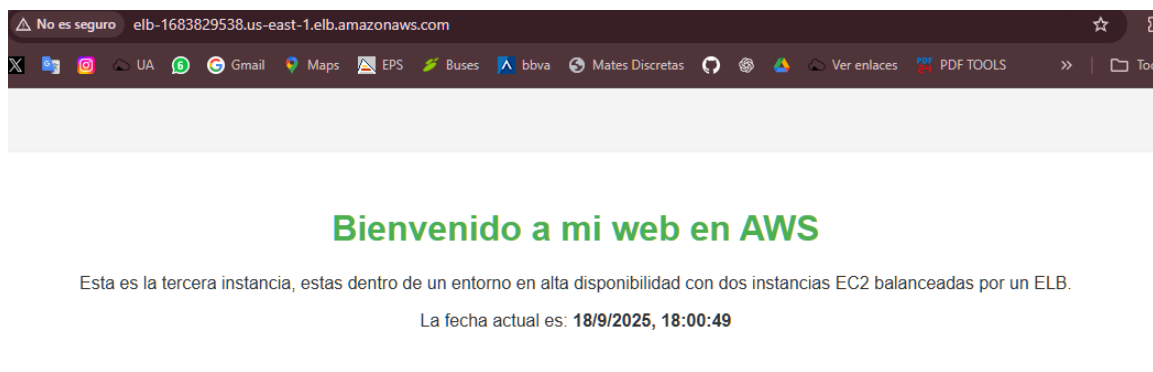 No es seguro elb-1683829538.us-east-1.elb.amazonaws.com
UA 6 Gmail Maps EPS Buses bbva Mates Discretas Ver enlaces PDF PDF TOOLS »
Bienvenido a mi web en AWS
Esta es la tercera instancia, estas dentro de un entorno en alta disponibilidad con dos instancias EC2 balanceadas por un ELB.
La fecha actual es: 18/9/2025, 18:00:49